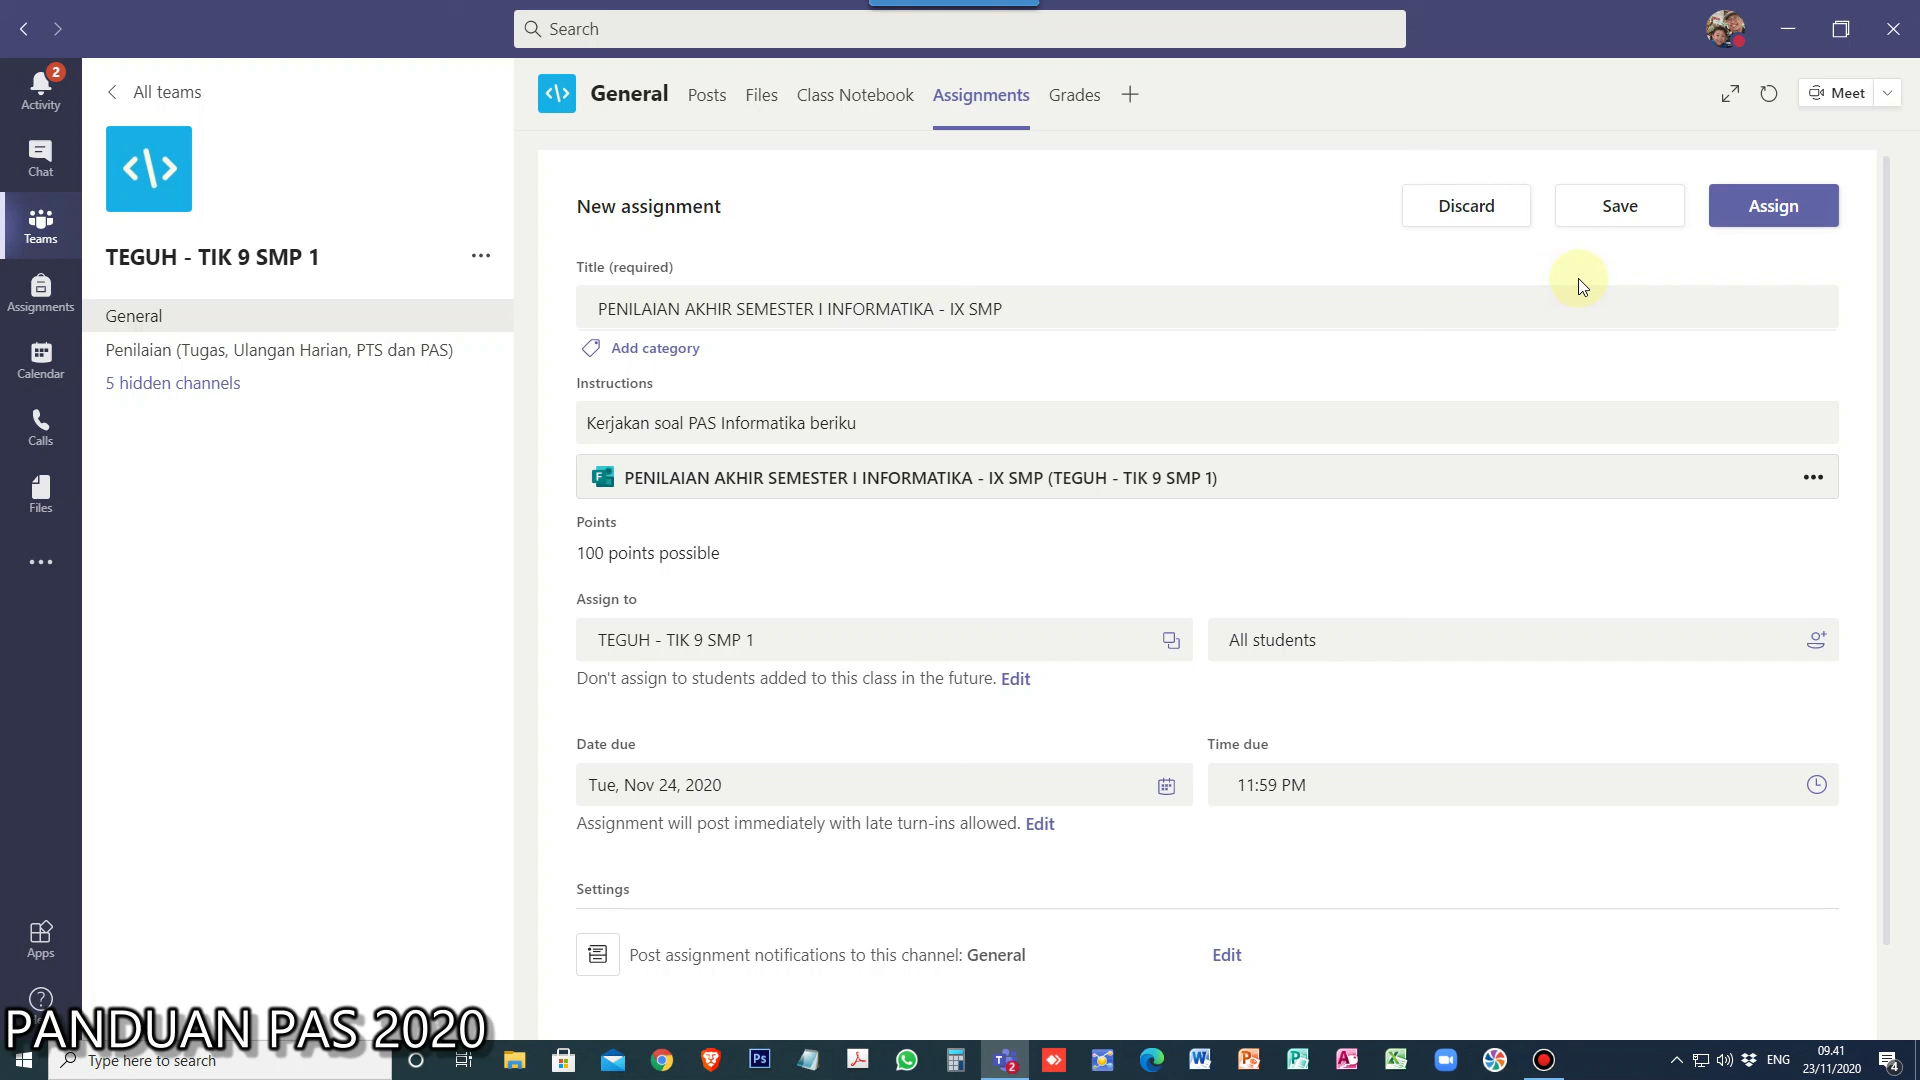 Search
2
Activity
Chat
Teams
Assignments
Calendar
Calls
Files
Apps
All teams
</>
TEGUH - TIK 9 SMP 1
General
Penilaian (Tugas, Ulangan Harian, PTS dan PAS)
5 hidden channels
</>
General
Posts
Files
Class Notebook
Assignments
Grades
Meet
New assignment
Discard
Save
Assign
Title (required)
PENILAIAN AKHIR SEMESTER I INFORMATIKA - IX SMP
Add category
Instructions
Kerjakan soal PAS Informatika beriku
PENILAIAN AKHIR SEMESTER I INFORMATIKA - IX SMP (TEGUH - TIK 9 SMP 1)
Points
100 points possible
Assign to
TEGUH - TIK 9 SMP 1
All students
Don't assign to students added to this class in the future. Edit
Date due
Time due
Tue, Nov 24, 2020
11:59 PM
Assignment will post immediately with late turn-ins allowed. Edit
Settings
Post assignment notifications to this channel: General
Edit
PANDUAN PAS 2020
Type here to search
Ps
2
ENG
09.41
23/11/2020
4